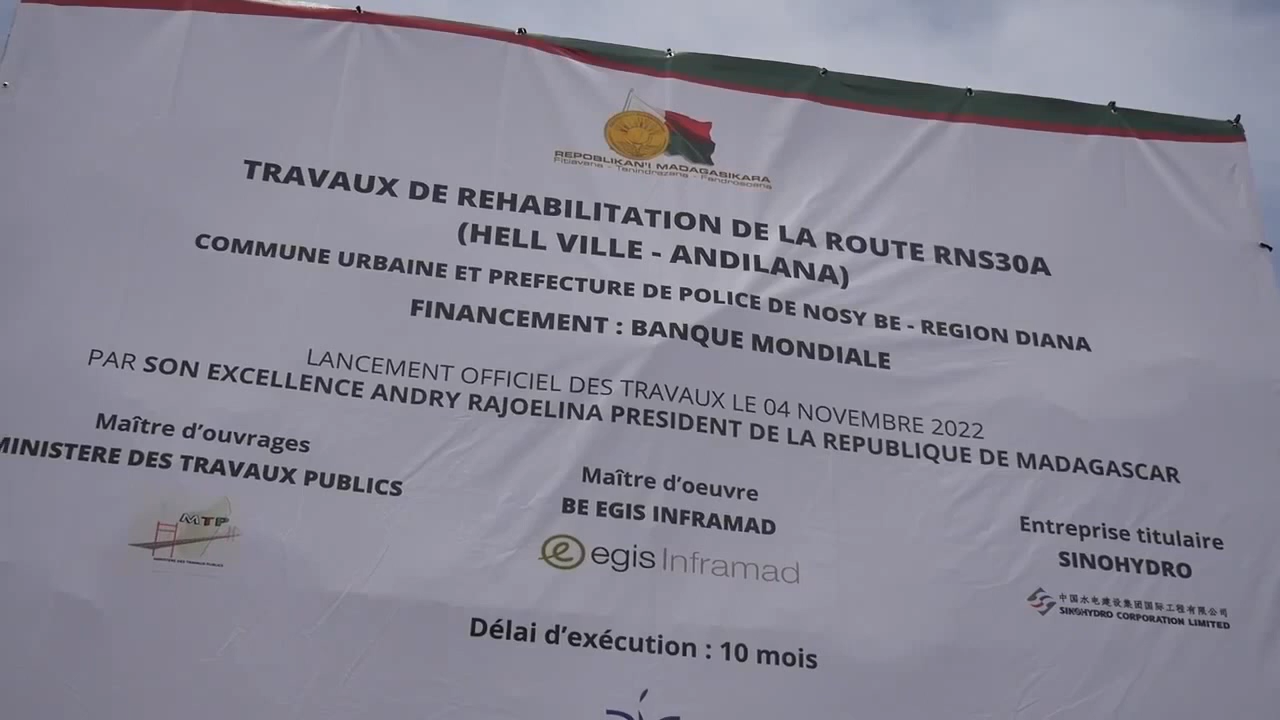 REPOBLIKAN'I MADAGASIKARA
Fitiavana - Tanindrazana - Fandrosoana
TRAVAUX DE REHABILITATION DE LA ROUTE RNS30A
(HELL VILLE - ANDILANA)
COMMUNE URBAINE ET PREFECTURE DE POLICE DE NOSY BE - REGION DIANA
FINANCEMENT : BANQUE MONDIALE
LANCEMENT OFFICIEL DES TRAVAUX LE 04 NOVEMBRE 2022
PAR SON EXCELLENCE ANDRY RAJOELINA PRESIDENT DE LA REPUBLIQUE DE MADAGASCAR
Maître d'ouvrages
MINISTERE DES TRAVAUX PUBLICS
MTP
MINISTERE DES TRAVAUX PUBLICS
Maître d'oeuvre
BE EGIS INFRAMAD
egis Inframad
Entreprise titulaire
SINOHYDRO
中国水电建设集团国际工程有限公司
SINOHYDRO CORPORATION LIMITED
Délai d'exécution : 10 mois